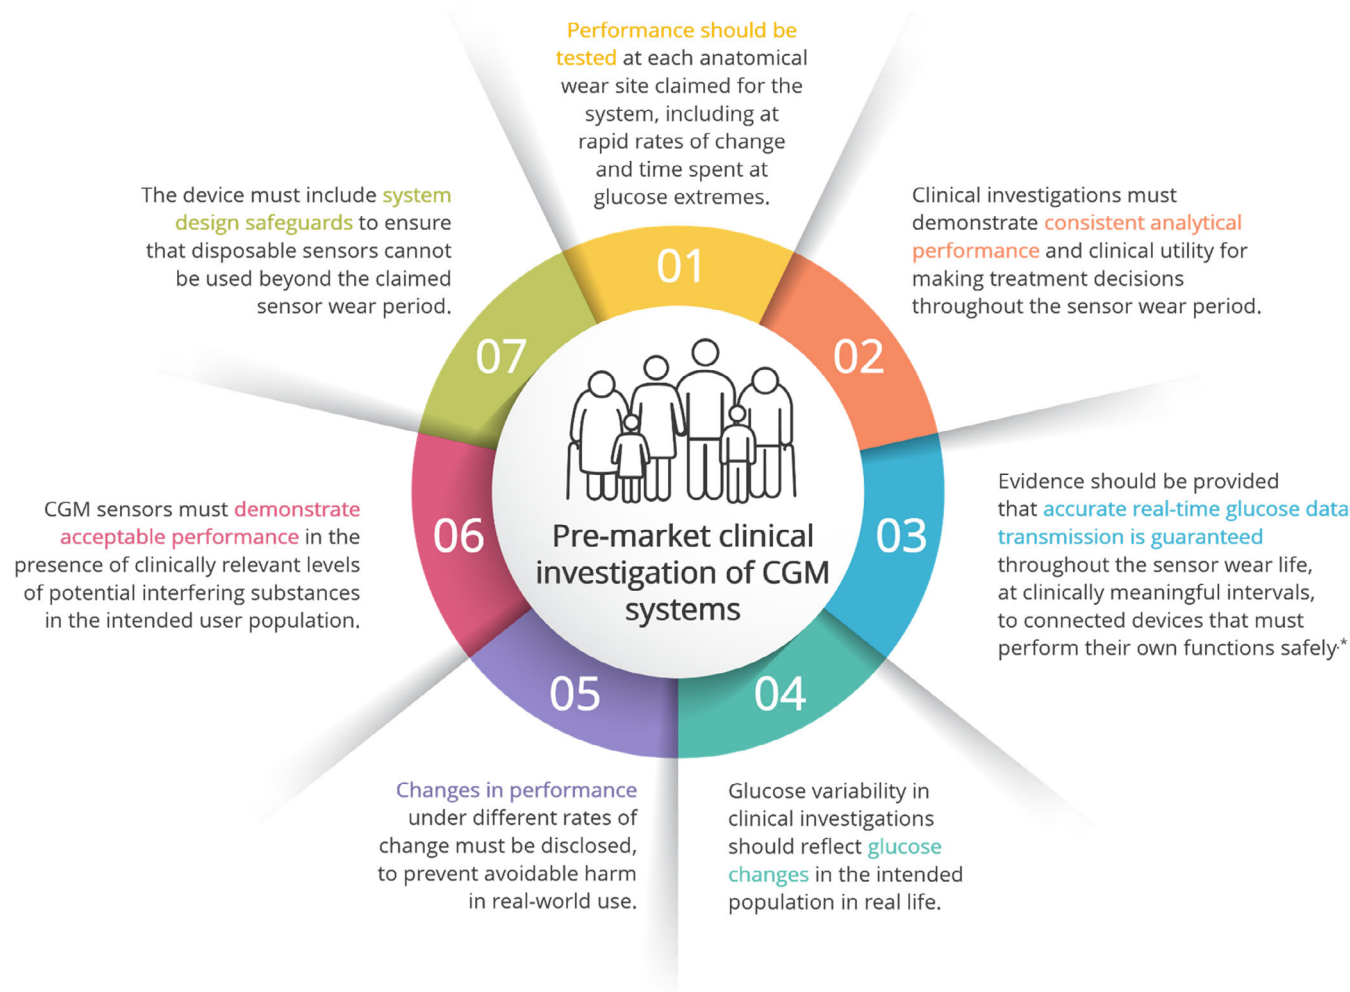 Performance should be
tested at each anatomical
wear site claimed for the
system, including at
rapid rates of change
and time spent at
glucose extremes.
01
Clinical investigations must
demonstrate consistent analytical
performance and clinical utility for
making treatment decisions
throughout the sensor wear period.
02
Evidence should be provided
that accurate real-time glucose data
transmission is guaranteed
throughout the sensor wear life,
at clinically meaningful intervals,
to connected devices that must
perform their own functions safely.*
03
Glucose variability in
clinical investigations
should reflect glucose
changes in the intended
population in real life.
04
Changes in performance
under different rates of
change must be disclosed,
to prevent avoidable harm
in real-world use.
05
CGM sensors must demonstrate
acceptable performance in the
presence of clinically relevant levels
of potential interfering substances
in the intended user population.
06
The device must include system
design safeguards to ensure
that disposable sensors cannot
be used beyond the claimed
sensor wear period.
07
Pre-market clinical
investigation of CGM
systems